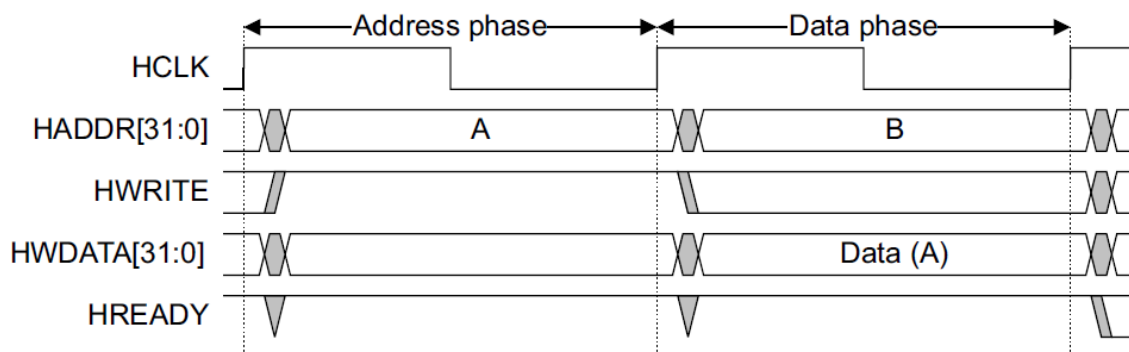 Address phase Data phase
HCLK
HADDR[31:0] A B
HWRITE
HWDATA[31:0] Data (A)
HREADY